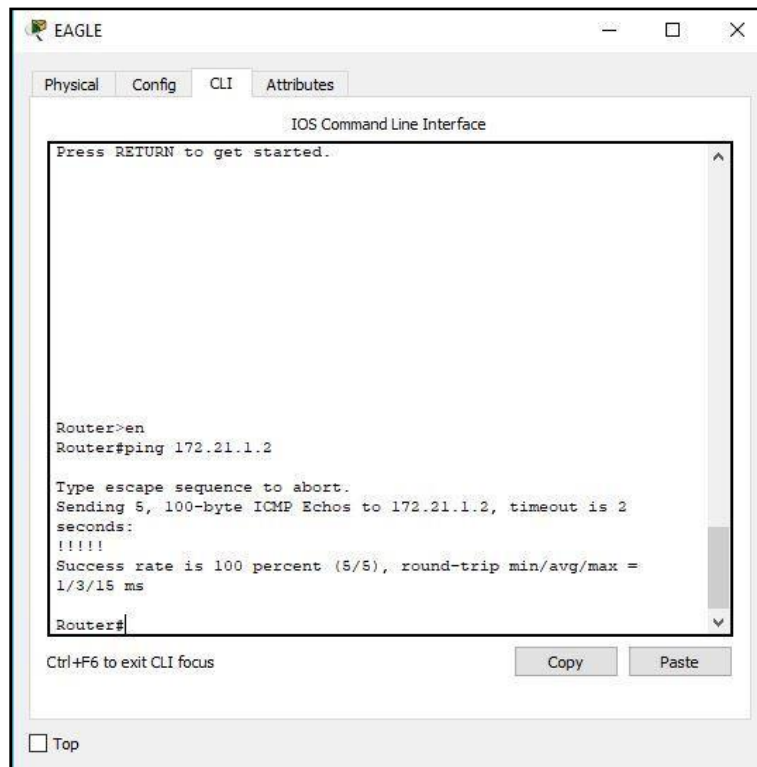 EAGLE
Physical Config CLI Attributes
IOS Command Line Interface
Press RETURN to get started.
Router>en
Router#ping 172.21.1.2
Type escape sequence to abort.
Sending 5, 100-byte ICMP Echos to 172.21.1.2, timeout is 2
seconds:
!!!!!
Success rate is 100 percent (5/5), round-trip min/avg/max =
1/3/15 ms
Router#
Ctrl+F6 to exit CLI focus
Copy Paste
Top